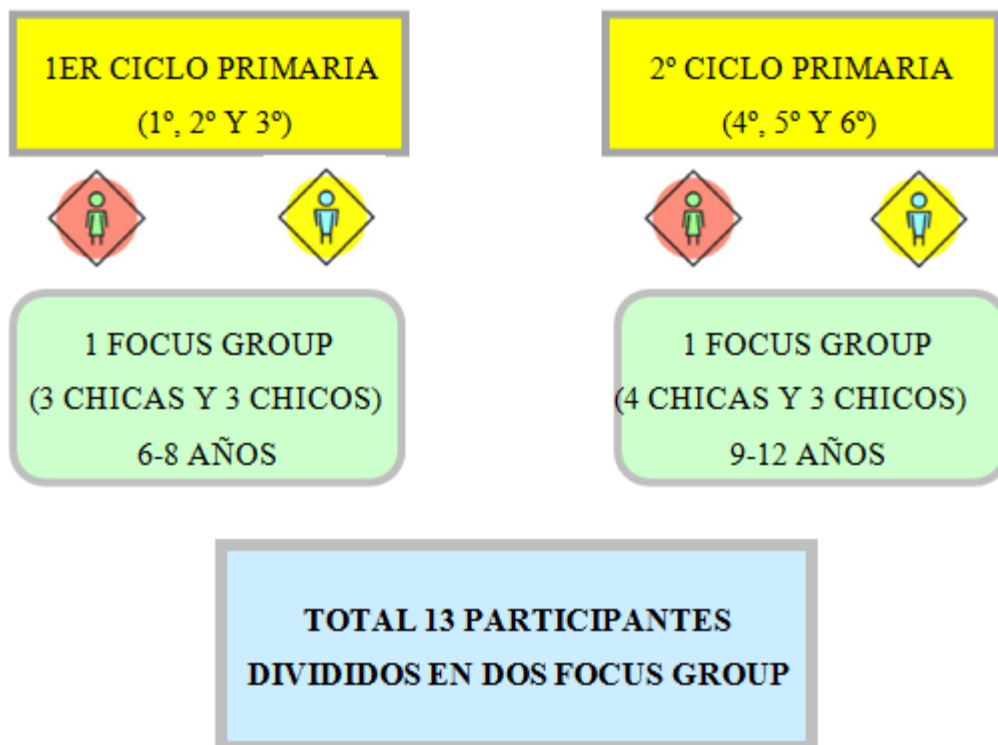 1ER CICLO PRIMARIA
(1º, 2º Y 3º)
2º CICLO PRIMARIA
(4º, 5º Y 6º)
1 FOCUS GROUP
(3 CHICAS Y 3 CHICOS)
6-8 AÑOS
1 FOCUS GROUP
(4 CHICAS Y 3 CHICOS)
9-12 AÑOS
TOTAL 13 PARTICIPANTES
DIVIDIDOS EN DOS FOCUS GROUP